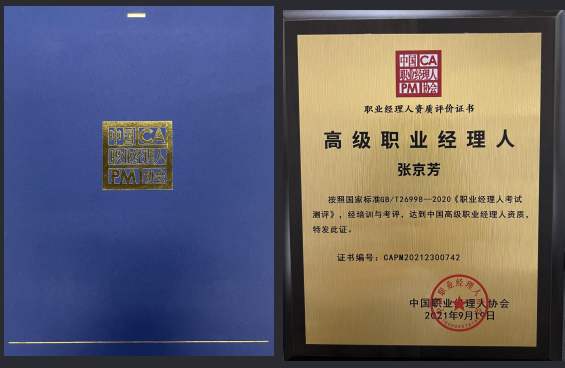 中国CA
职业经理人
PM协会
中国CA
职业经理人
PM协会
职业经理人资质评价证书
高级职业经理人
张京芳
按照国家标准GB/T26998—2020《职业经理人考试
测评》，经培训与考评，达到中国高级职业经理人资质，
特发此证。
证书编号：CAPM20212300742
中国职业经理人协会
2021年9月19日